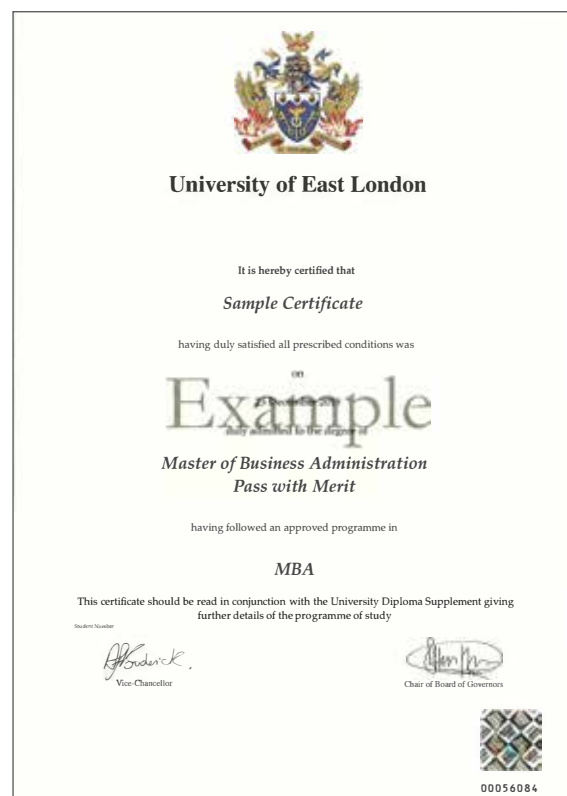 University of East London
It is hereby certified that
Sample Certificate
having duly satisfied all prescribed conditions was
on
Example
December
duly admitted to the degree of
Master of Business Administration
Pass with Merit
having followed an approved programme in
MBA
This certificate should be read in conjunction with the University Diploma Supplement giving
further details of the programme of study
Student Number
Vice-Chancellor
Chair of Board of Governors
00056084